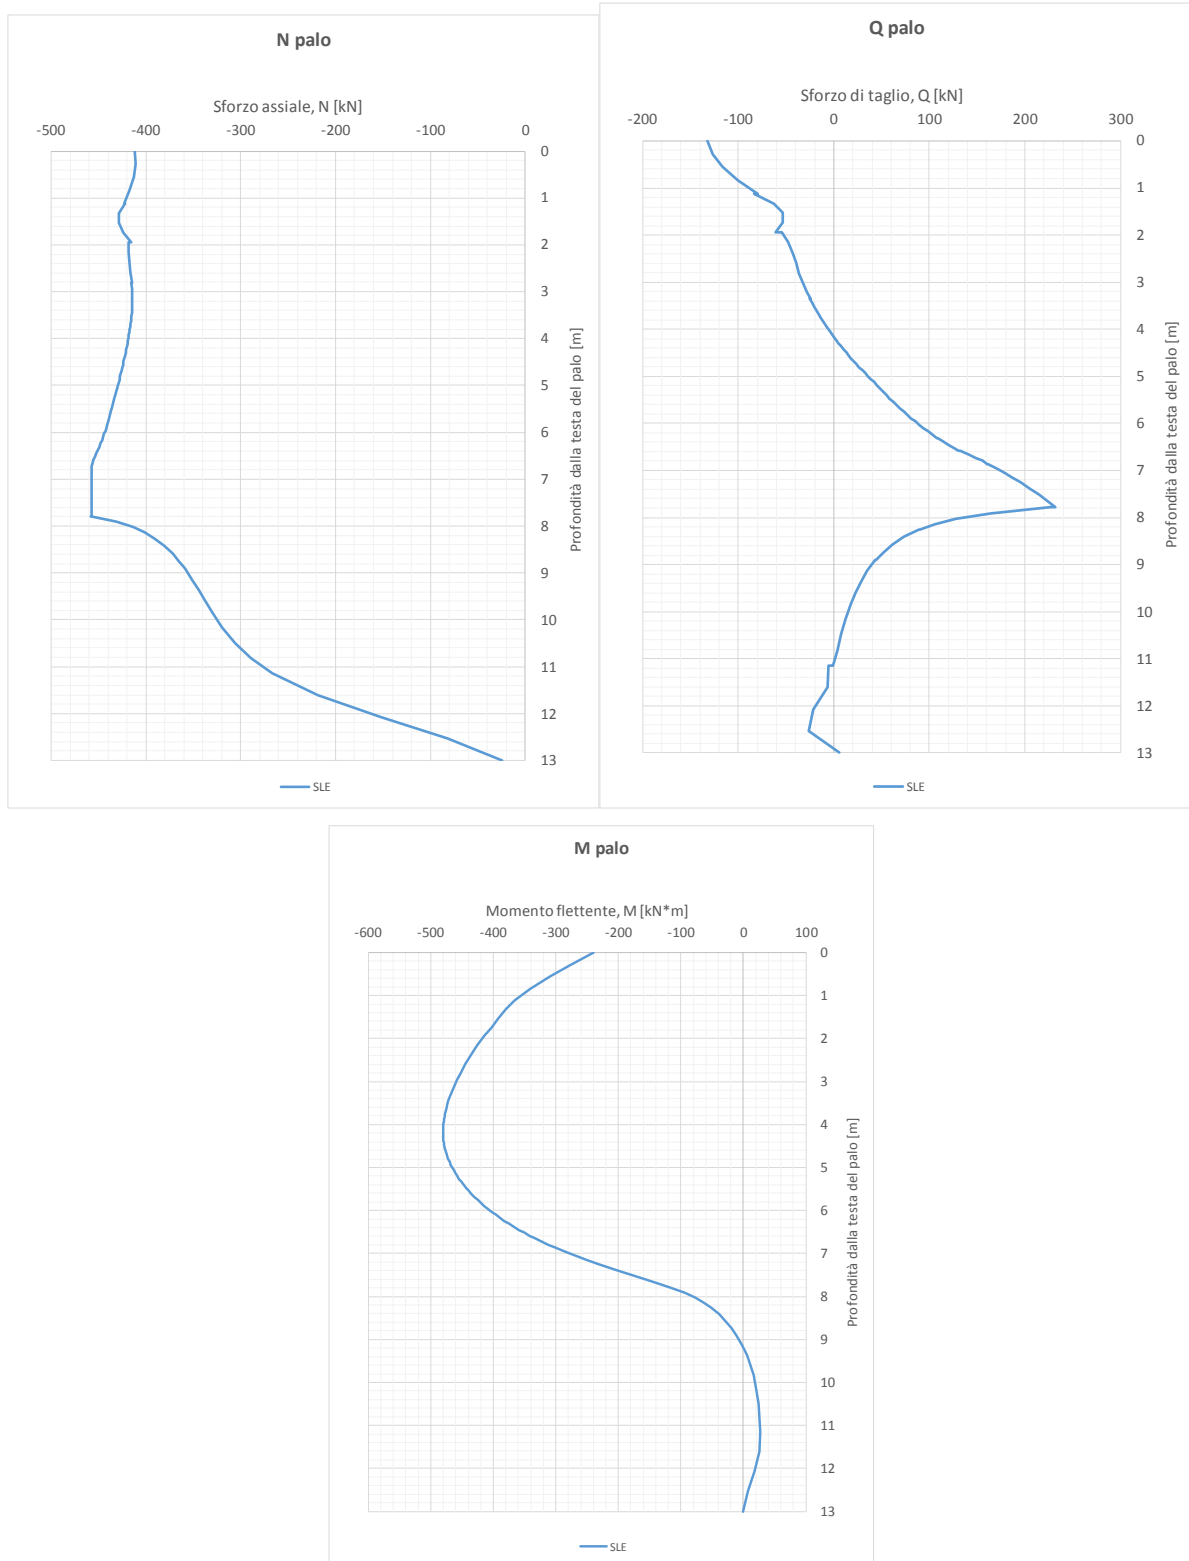 N palo
Sforzo assiale, N [kN]
-500 -400 -300 -200 -100 0
0
1
2
3
4
5
6
7
8
9
10
11
12
13
Profondità dalla testa del palo [m]
SLE
Q palo
Sforzo di taglio, Q [kN]
-200 -100 0 100 200 300
0
1
2
3
4
5
6
7
8
9
10
11
12
13
Profondità dalla testa del palo [m]
SLE
M palo
Momento flettente, M [kN*m]
-600 -500 -400 -300 -200 -100 0 100
0
1
2
3
4
5
6
7
8
9
10
11
12
13
Profondità dalla testa del palo [m]
SLE